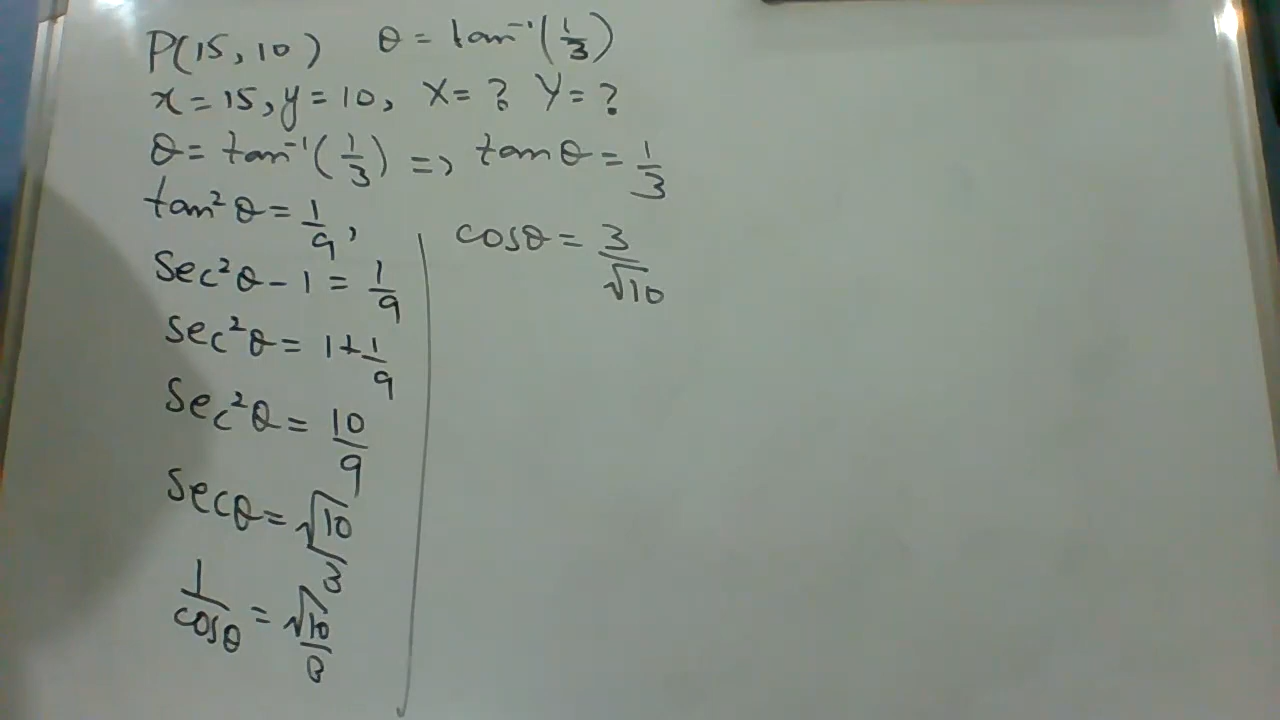 P(15, 10) θ = tan⁻¹(1/3)
x = 15, y = 10, X = ? Y = ?
θ = tan⁻¹(1/3) => tanθ = 1/3
tan²θ = 1/9,
sec²θ - 1 = 1/9
sec²θ = 1 + 1/9
sec²θ = 10/9
secθ = √10/3
1/cosθ = √10/3
cosθ = 3/√10